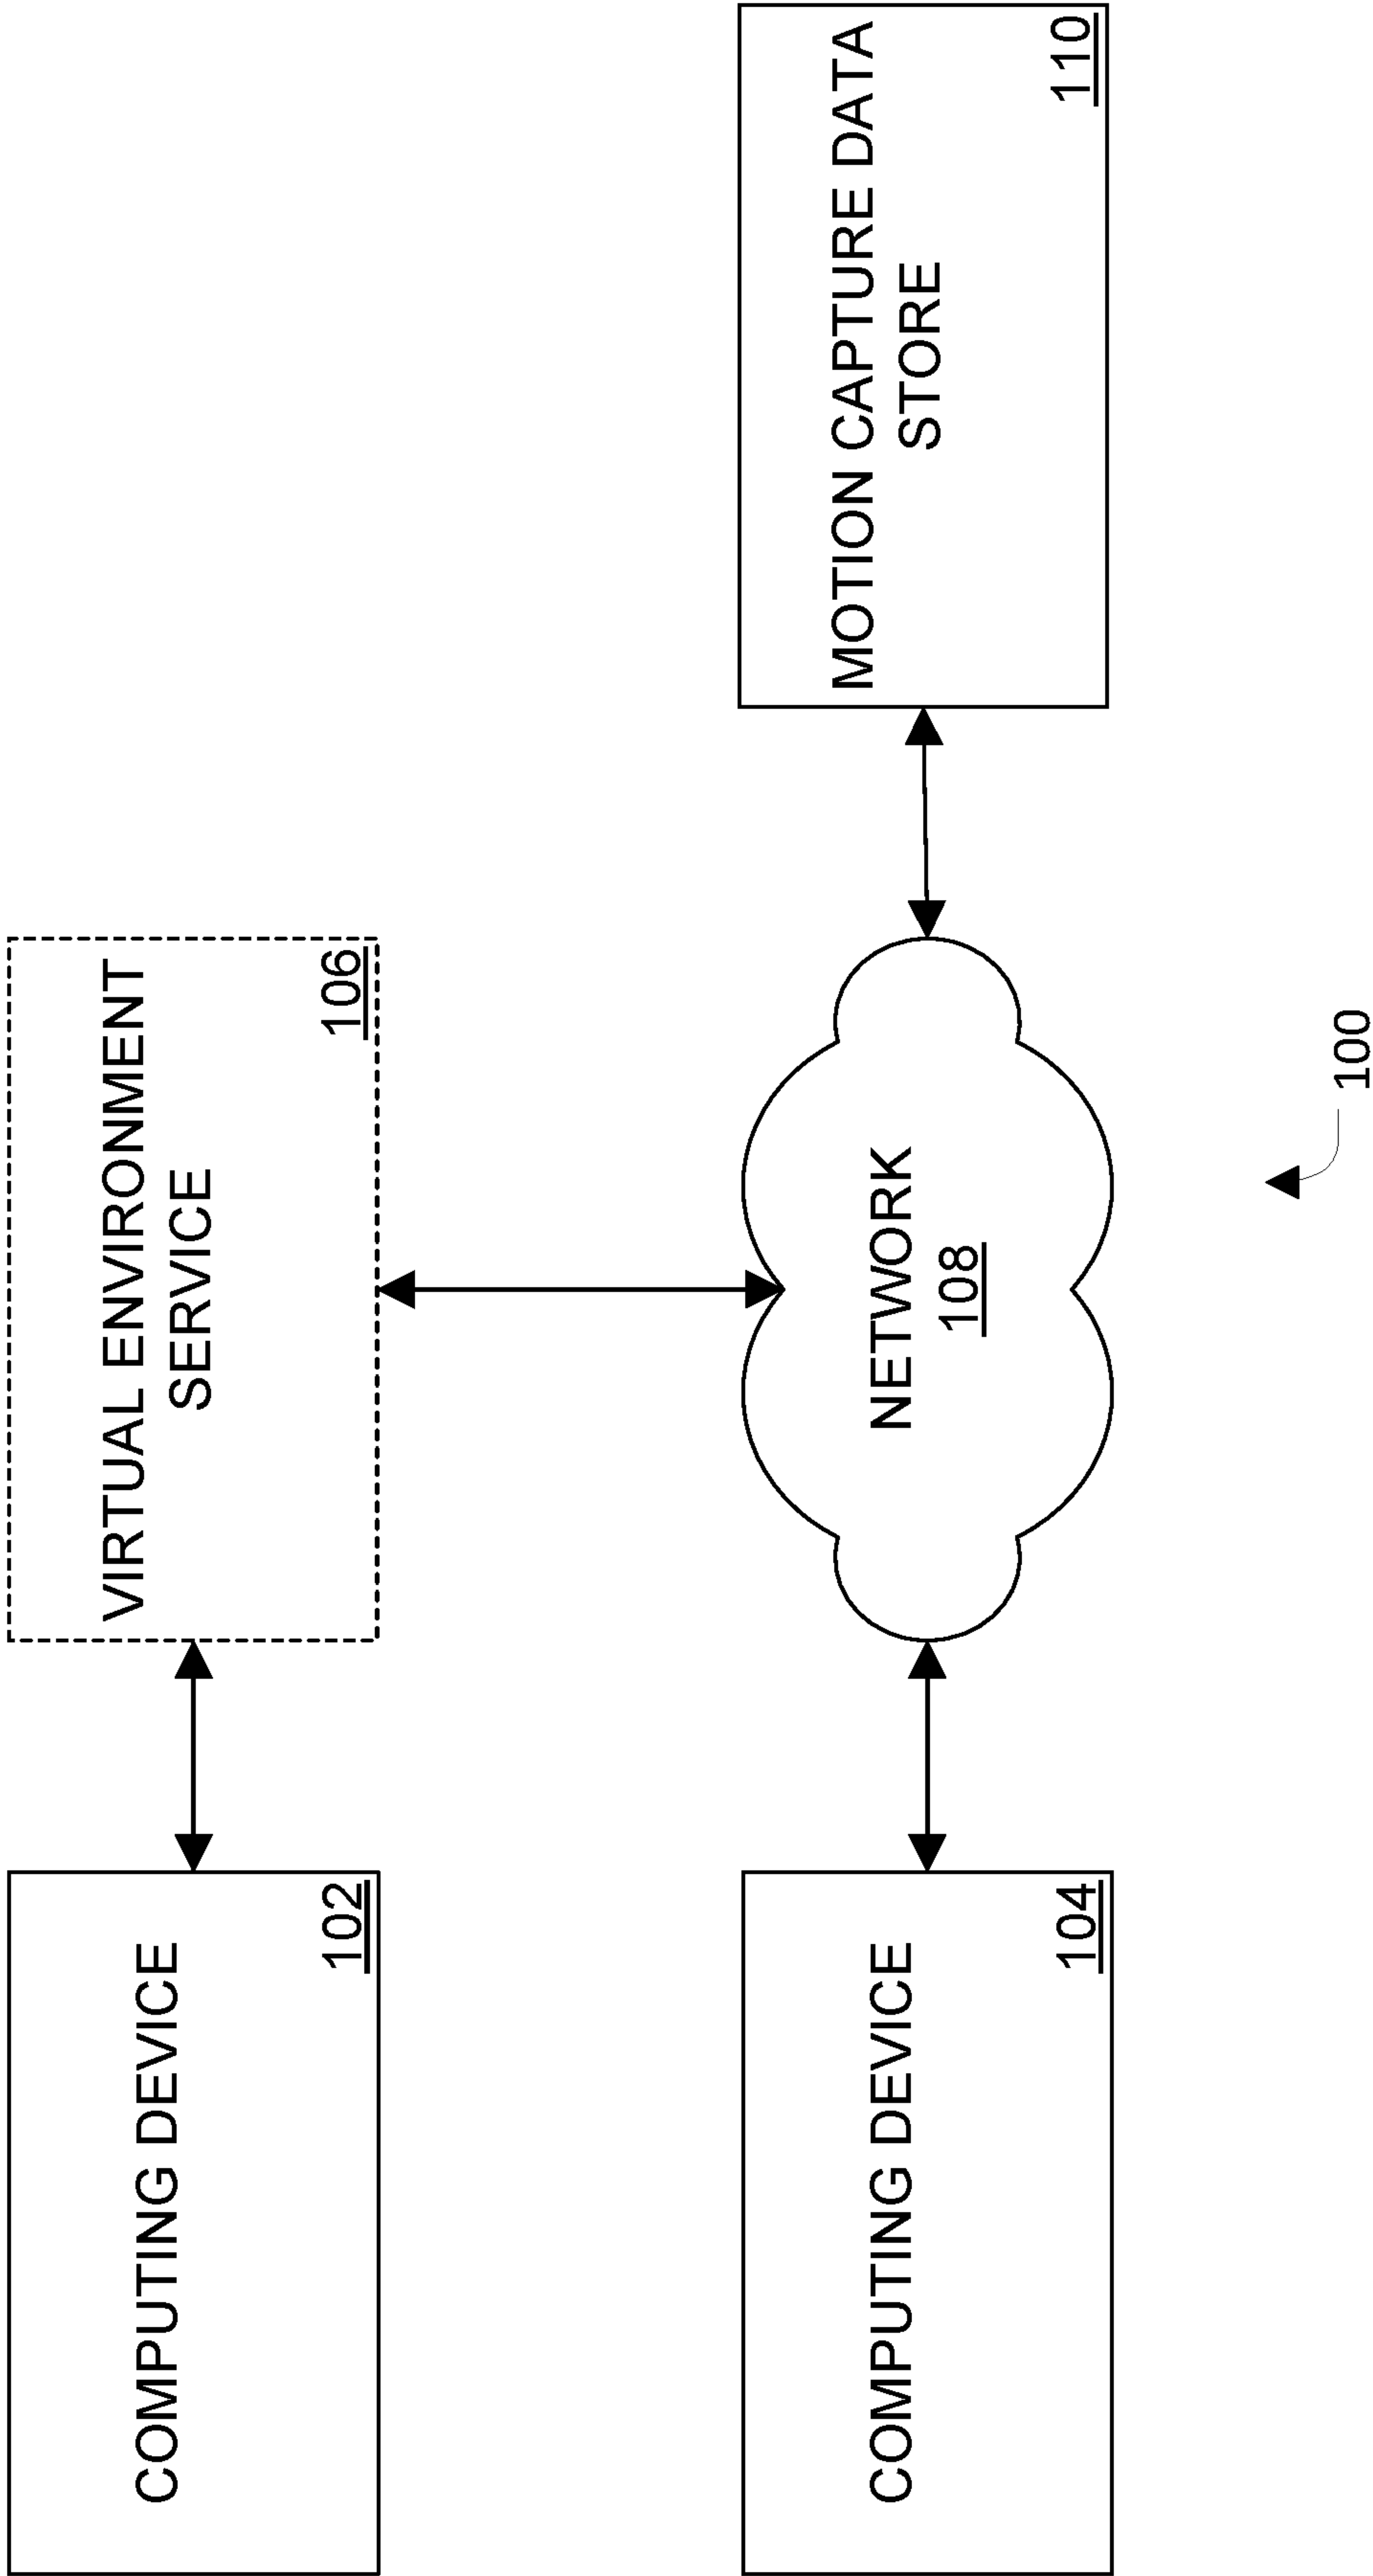 COMPUTING DEVICE
102
VIRTUAL ENVIRONMENT
SERVICE
106
COMPUTING DEVICE
104
NETWORK
108
MOTION CAPTURE DATA
STORE
110
100